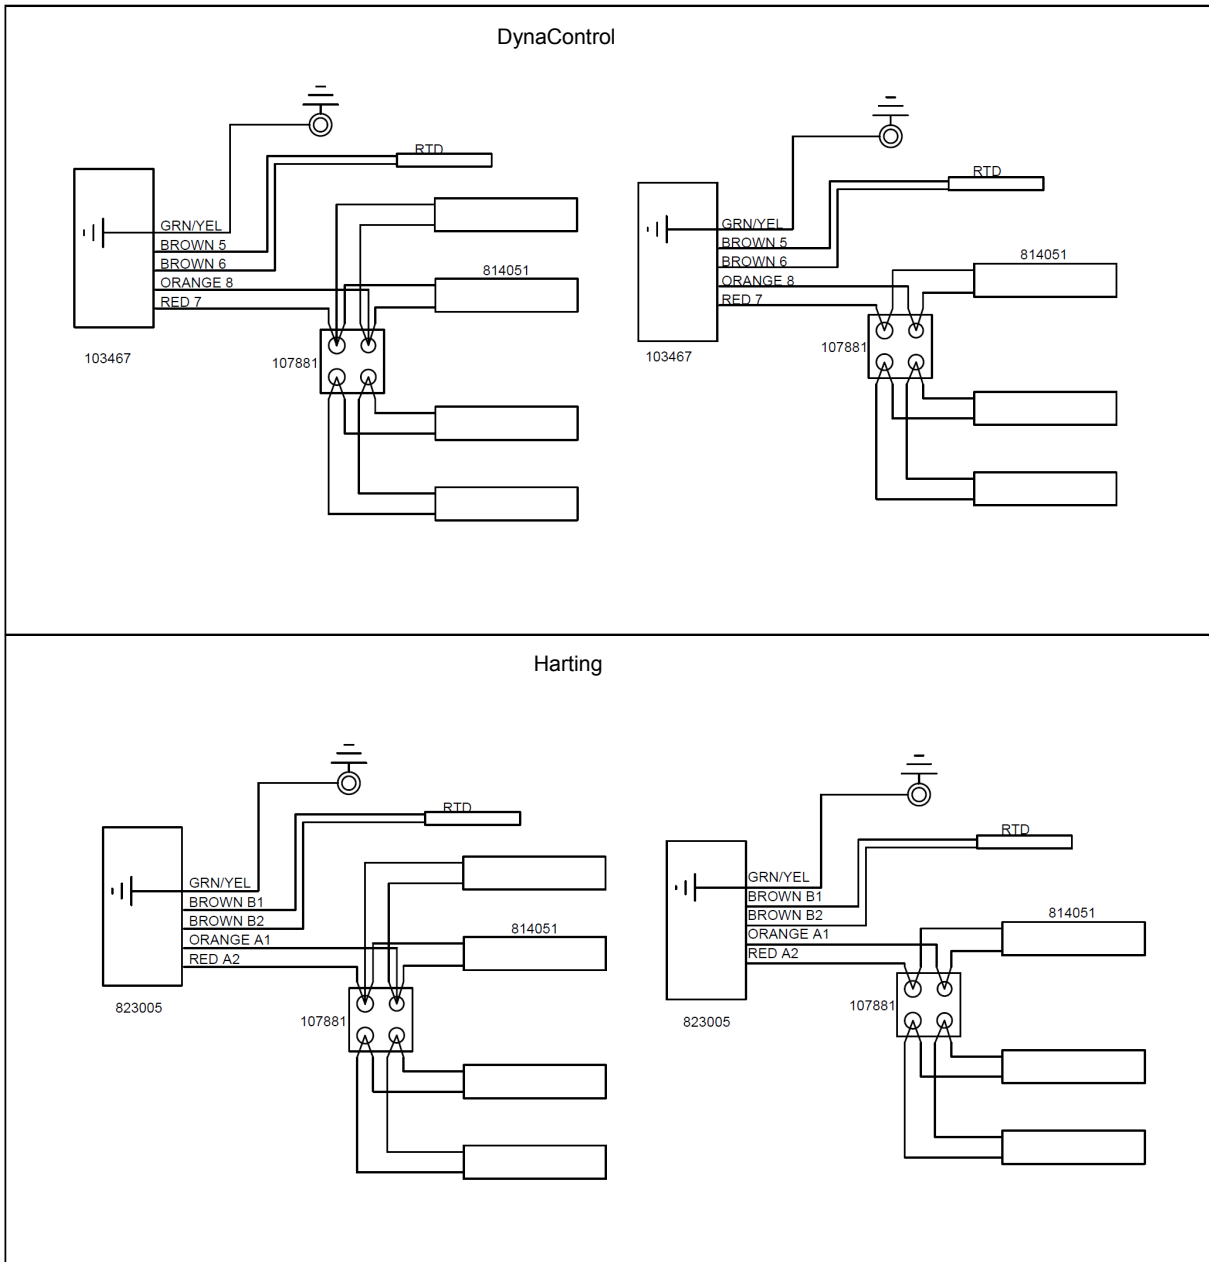 DynaControl
RTD
GRN/YEL
BROWN 5
BROWN 6
ORANGE 8
RED 7
814051
103467
107881
RTD
GRN/YEL
BROWN 5
BROWN 6
ORANGE 8
RED 7
814051
103467
107881
Harting
RTD
GRN/YEL
BROWN B1
BROWN B2
ORANGE A1
RED A2
814051
823005
107881
RTD
GRN/YEL
BROWN B1
BROWN B2
ORANGE A1
RED A2
814051
823005
107881